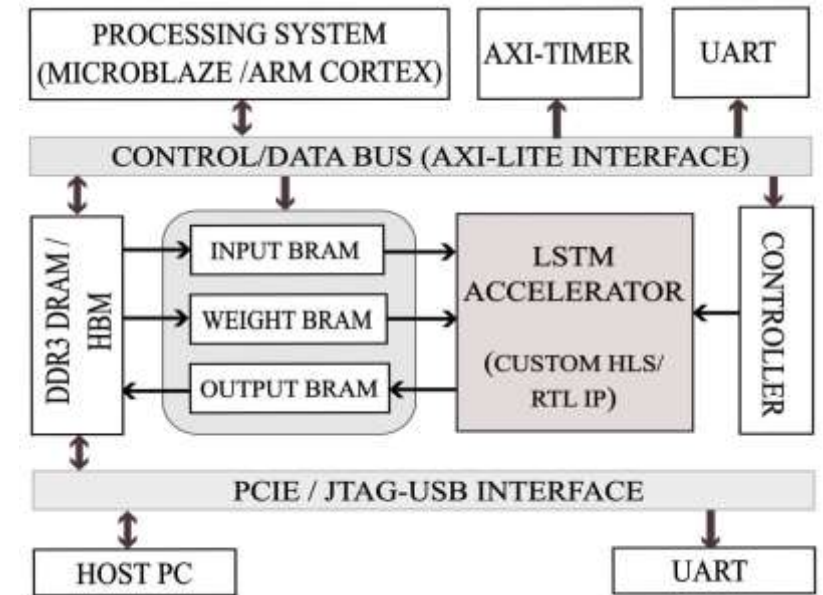 PROCESSING SYSTEM
(MICROBLAZE /ARM CORTEX)
AXI-TIMER
UART
CONTROL/DATA BUS (AXI-LITE INTERFACE)
DDR3 DRAM /
HBM
INPUT BRAM
WEIGHT BRAM
OUTPUT BRAM
LSTM
ACCELERATOR
(CUSTOM HLS/
RTL IP)
CONTROLLER
PCIE / JTAG-USB INTERFACE
HOST PC
UART